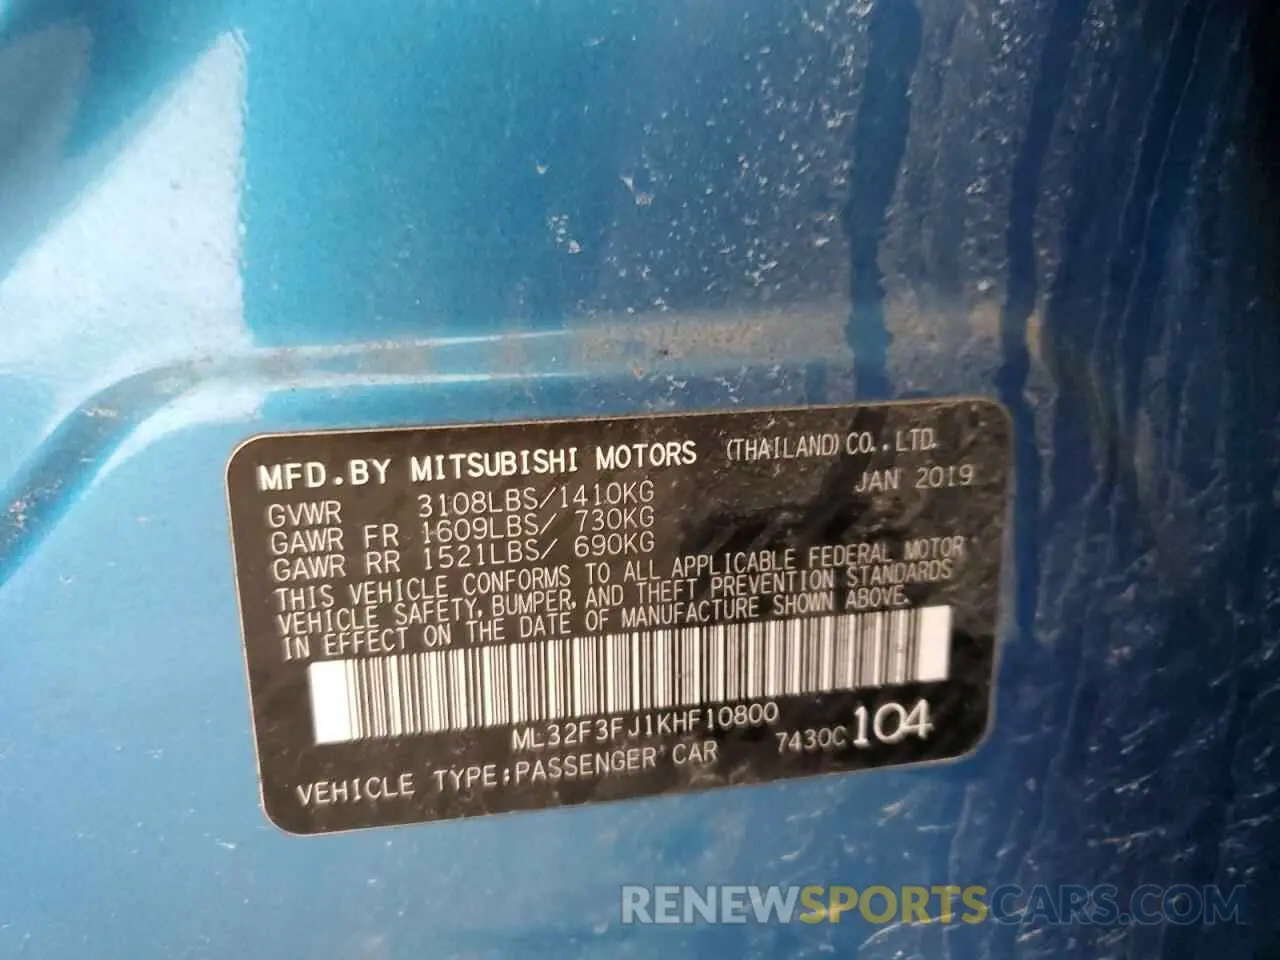 MFD. BY MITSUBISHI MOTORS (THAILAND) CO., LTD.
GVWR 3108LBS/1410KG JAN 2019
GAWR FR 1609LBS/ 730KG
GAWR RR 1521LBS/ 690KG
THIS VEHICLE CONFORMS TO ALL APPLICABLE FEDERAL MOTOR
VEHICLE SAFETY, BUMPER, AND THEFT PREVENTION STANDARDS
IN EFFECT ON THE DATE OF MANUFACTURE SHOWN ABOVE.
ML32F3FJ1KHF10800
VEHICLE TYPE:PASSENGER CAR 7430C 104
RENEWSPORTSCARS.COM